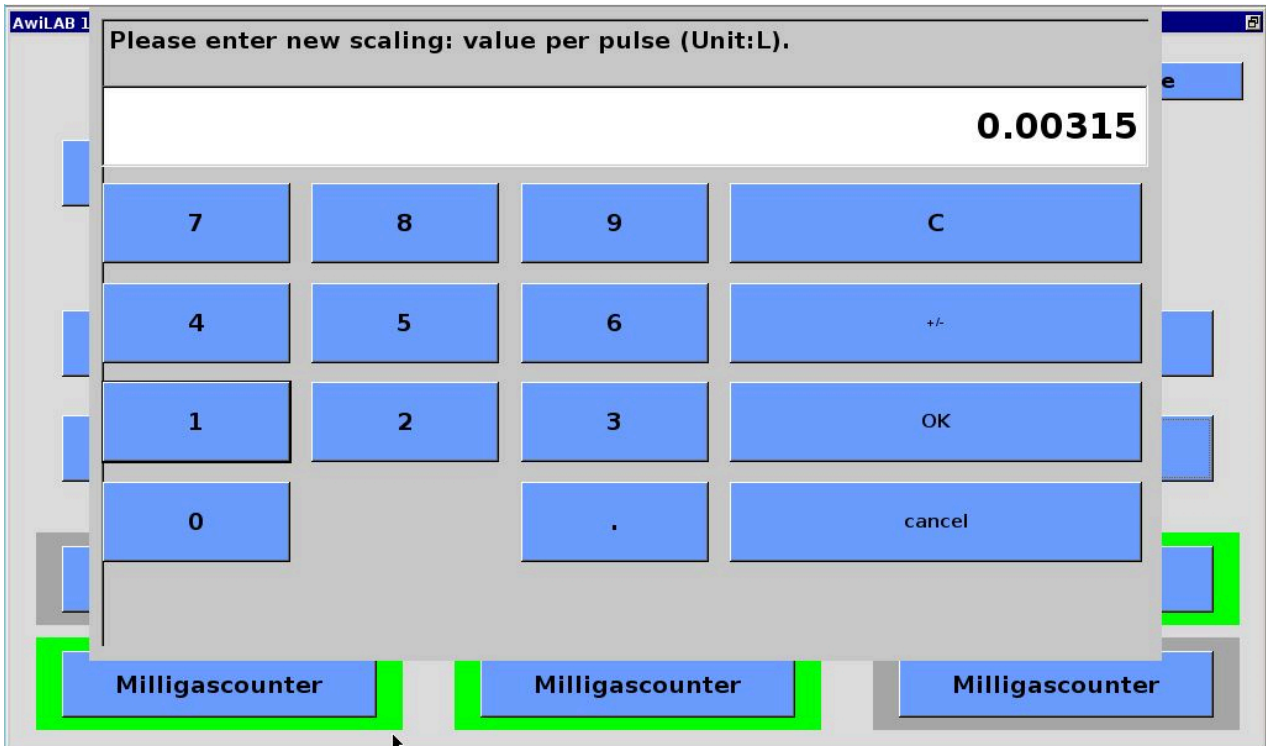 AwiLAB 1
Please enter new scaling: value per pulse (Unit:L).
e
0.00315
7 8 9 C
4 5 6 +/-
1 2 3 OK
0 . cancel
Milligascounter Milligascounter Milligascounter